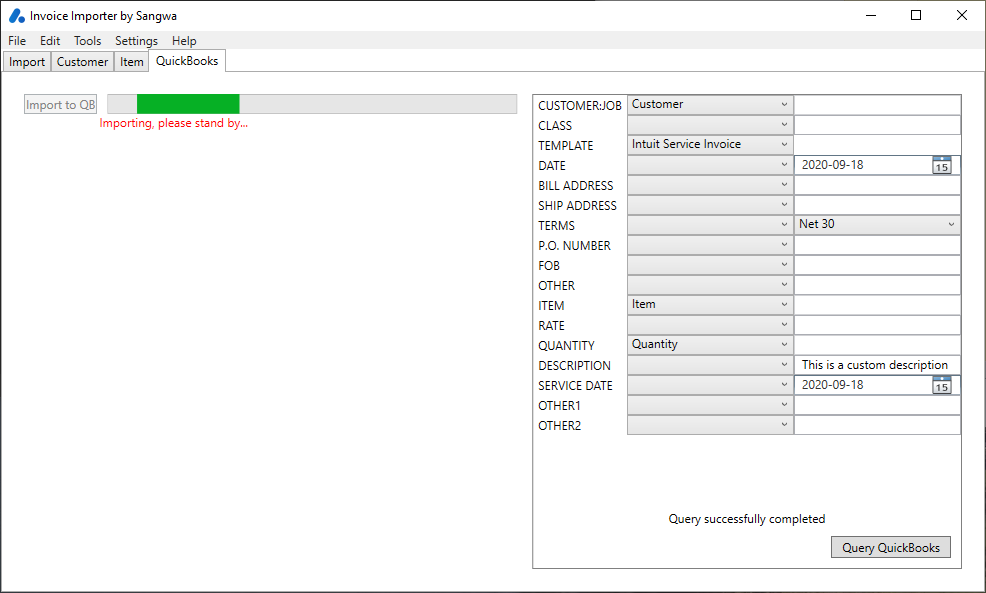 Invoice Importer by Sangwa
File Edit Tools Settings Help
Import Customer Item QuickBooks
Import to QB
Importing, please stand by...
CUSTOMER:JOB Customer
CLASS
TEMPLATE Intuit Service Invoice
DATE 2020-09-18 15
BILL ADDRESS
SHIP ADDRESS
TERMS Net 30
P.O. NUMBER
FOB
OTHER
ITEM Item
RATE
QUANTITY Quantity
DESCRIPTION This is a custom description
SERVICE DATE 2020-09-18 15
OTHER1
OTHER2
Query successfully completed
Query QuickBooks